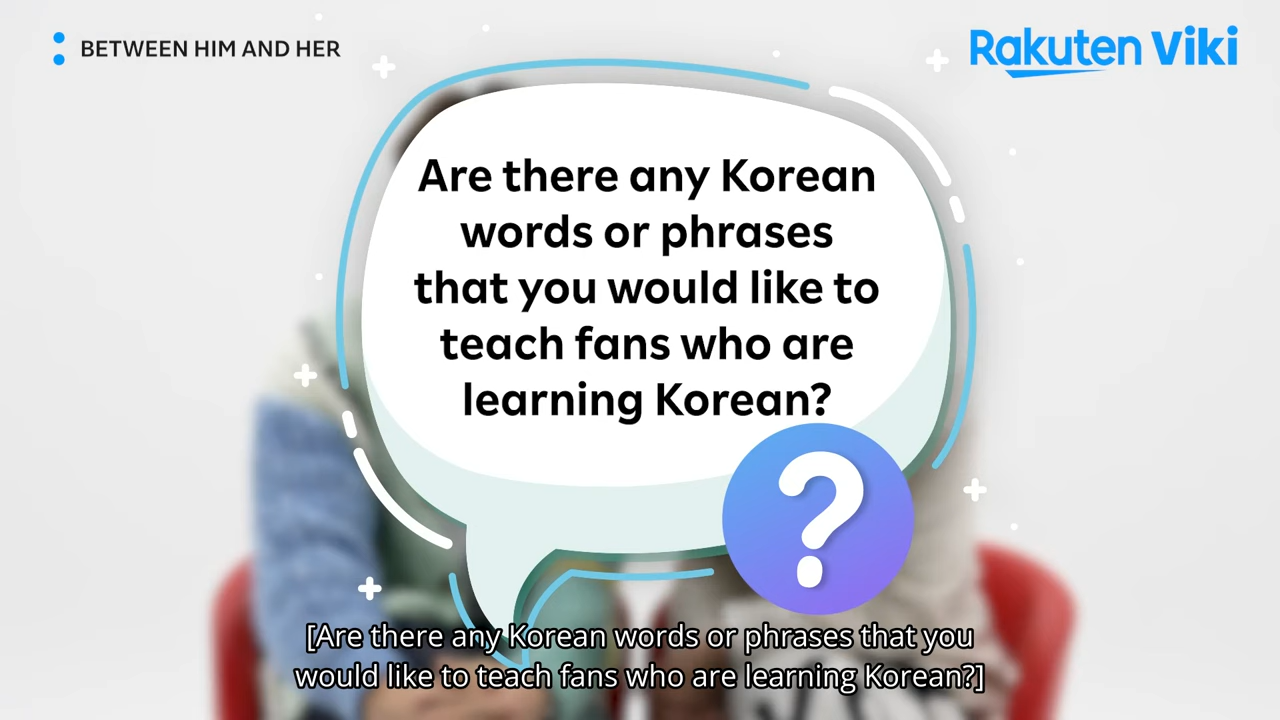 BETWEEN HIM AND HER
Rakuten Viki
Are there any Korean
words or phrases
that you would like to
teach fans who are
learning Korean?
?
[Are there any Korean words or phrases that you
would like to teach fans who are learning Korean?]